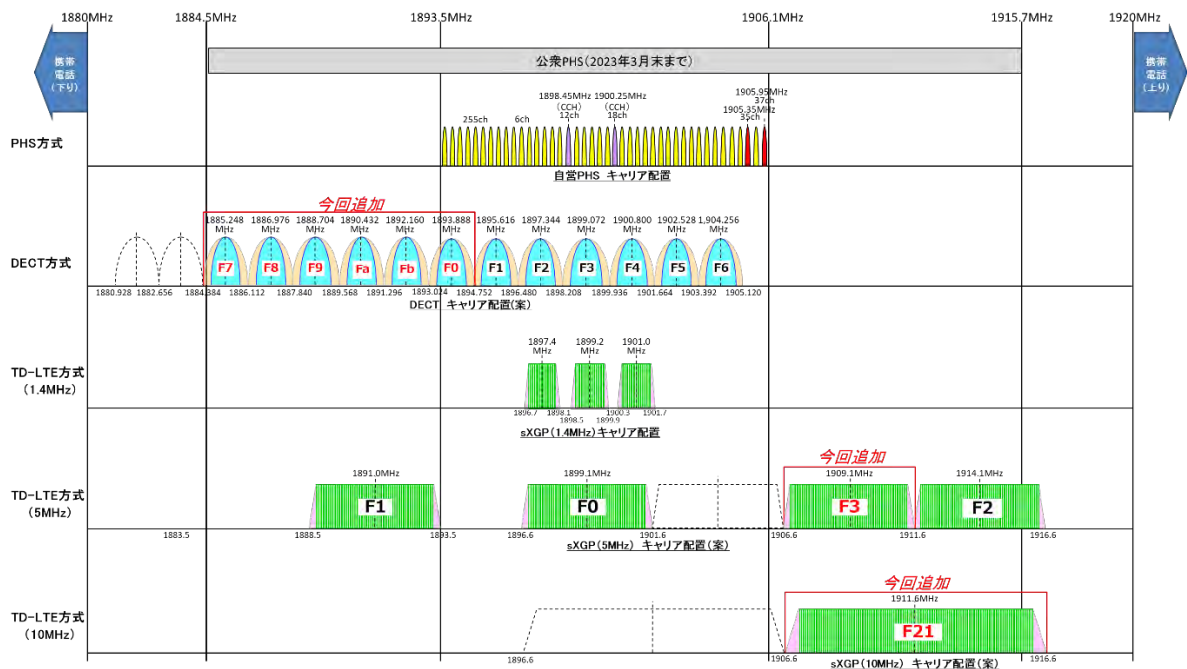 1880MHz 1884.5MHz 1893.5MHz 1906.1MHz 1915.7MHz 1920MHz
携帯
電話
(下り)
公衆PHS(2023年3月末まで)
携帯
電話
(上り)
PHS方式
255ch 6ch
1898.45MHz
(CCH)
12ch
1900.25MHz
(CCH)
18ch
1905.95MHz
37ch
1905.35MHz
35ch
自営PHS キャリア配置
今回追加
DECT方式
1885.248 1886.976 1888.704 1890.432 1892.160 1893.888 1895.616 1897.344 1899.072 1900.800 1902.528 1,904.256
MHz MHz MHz MHz MHz MHz MHz MHz MHz MHz MHz MHz
F7 F8 F9 Fa Fb F0 F1 F2 F3 F4 F5 F6
1880.928 1882.656 1884.384 1886.112 1887.840 1889.568 1891.296 1893.024 1894.752 1896.480 1898.208 1899.936 1901.664 1903.392 1905.120
DECT キャリア配置(案)
TD-LTE方式
(1.4MHz)
1897.4 1899.2 1901.0
MHz MHz MHz
1896.7 1898.1 1900.3 1901.7
1898.5 1899.9
sXGP(1.4MHz)キャリア配置
今回追加
TD-LTE方式
(5MHz)
1891.0MHz 1899.1MHz 1909.1MHz 1914.1MHz
F1 F0 F3 F2
1883.5 1888.5 1893.5 1896.6 1901.6 1906.6 1911.6 1916.6
sXGP(5MHz) キャリア配置(案)
今回追加
TD-LTE方式
(10MHz)
1911.6MHz
F21
1896.6 1906.6 1916.6
sXGP(10MHz)キャリア配置(案)